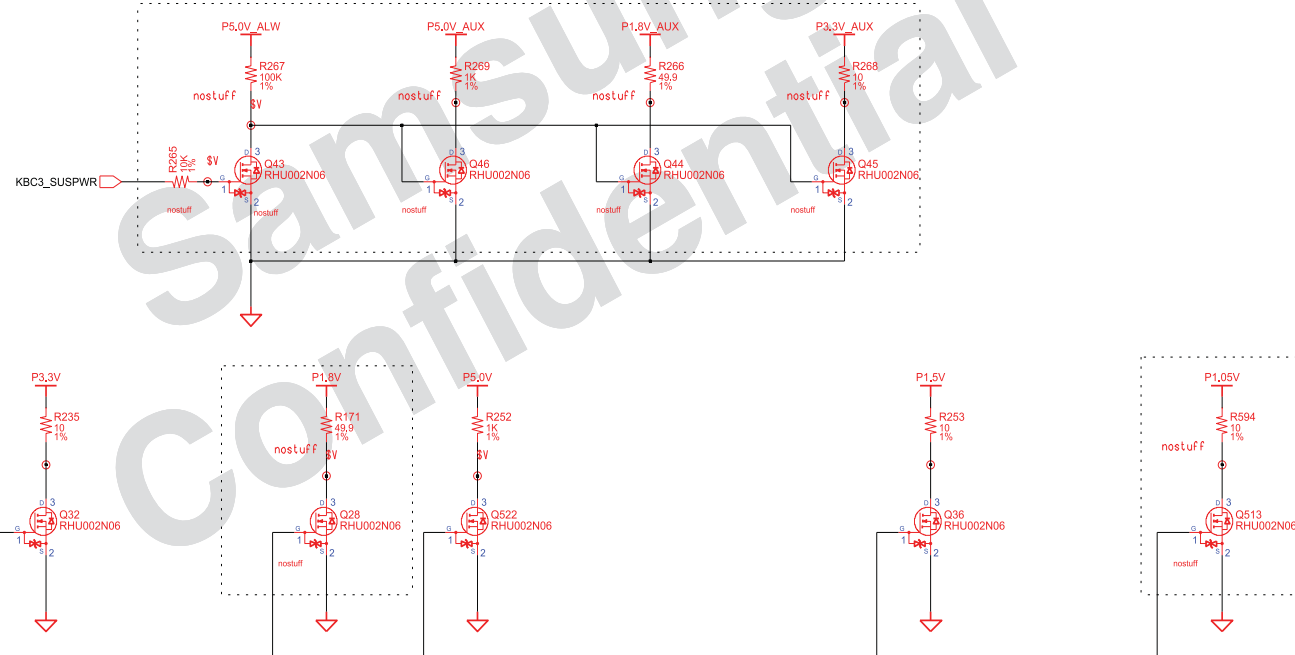 Samsung
Confidential
P5.0V_ALW
P5.0V_AUX
P1.8V_AUX
P3.3V_AUX
R267
100K
1%
nostuff
$V
R269
1K
1%
nostuff
R266
49.9
1%
nostuff
R268
10
1%
nostuff
KBC3_SUSPWR
R265
10K
1%
$V
nostuff
D 3
Q43
RHU002N06
G
1
S 2
nostuff
D 3
Q46
RHU002N06
G
1
S 2
nostuff
D 3
Q44
RHU002N06
G
1
S 2
nostuff
D 3
Q45
RHU002N06
G
1
S 2
nostuff
P3.3V
R235
10
1%
D 3
Q32
RHU002N06
G
1
S 2
P1.8V
R171
49.9
1%
nostuff
$V
D 3
Q28
RHU002N06
G
1
S 2
nostuff
P5.0V
R252
1K
1%
$V
D 3
Q522
RHU002N06
G
1
S 2
P1.5V
R253
10
1%
D 3
Q36
RHU002N06
G
1
S 2
P1.05V
R594
10
1%
nostuff
D 3
Q513
RHU002N06
G
1
S 2
nostuff